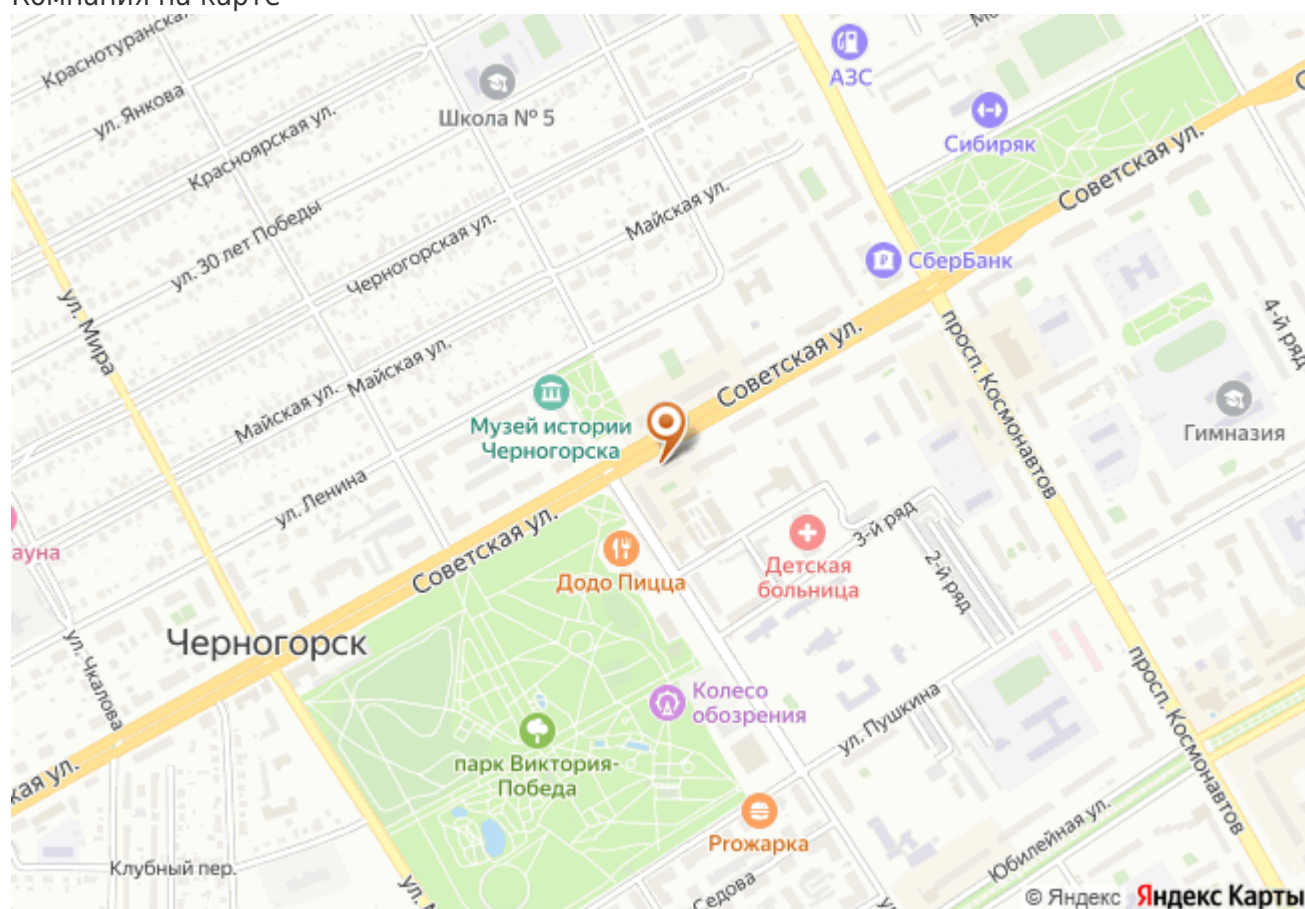 Компания на карте
Краснотуранская
ул. Янкова
Школа № 5
АЗС
Сибиряк
Красноярская ул.
Советская ул.
ул. 30 лет Победы
Майская ул.
Черногорская ул.
СберБанк
ул. Мира
4-й ряд
Советская ул.
просп. Космонавтов
Майская ул.
Майская ул.
Музей истории
Черногорска
Гимназия
ул. Ленина
3-й ряд
ауна
Советская ул.
Додо Пицца
Детская
больница
2-й ряд
Черногорск
ул. Чкалова
Колесо
обозрения
ул. Пушкина
просп. Космонавтов
парк Виктория-
Победа
кая ул.
Proжарка
Юбилейная ул.
Клубный пер.
Седова
© Яндекс Яндекс Карты